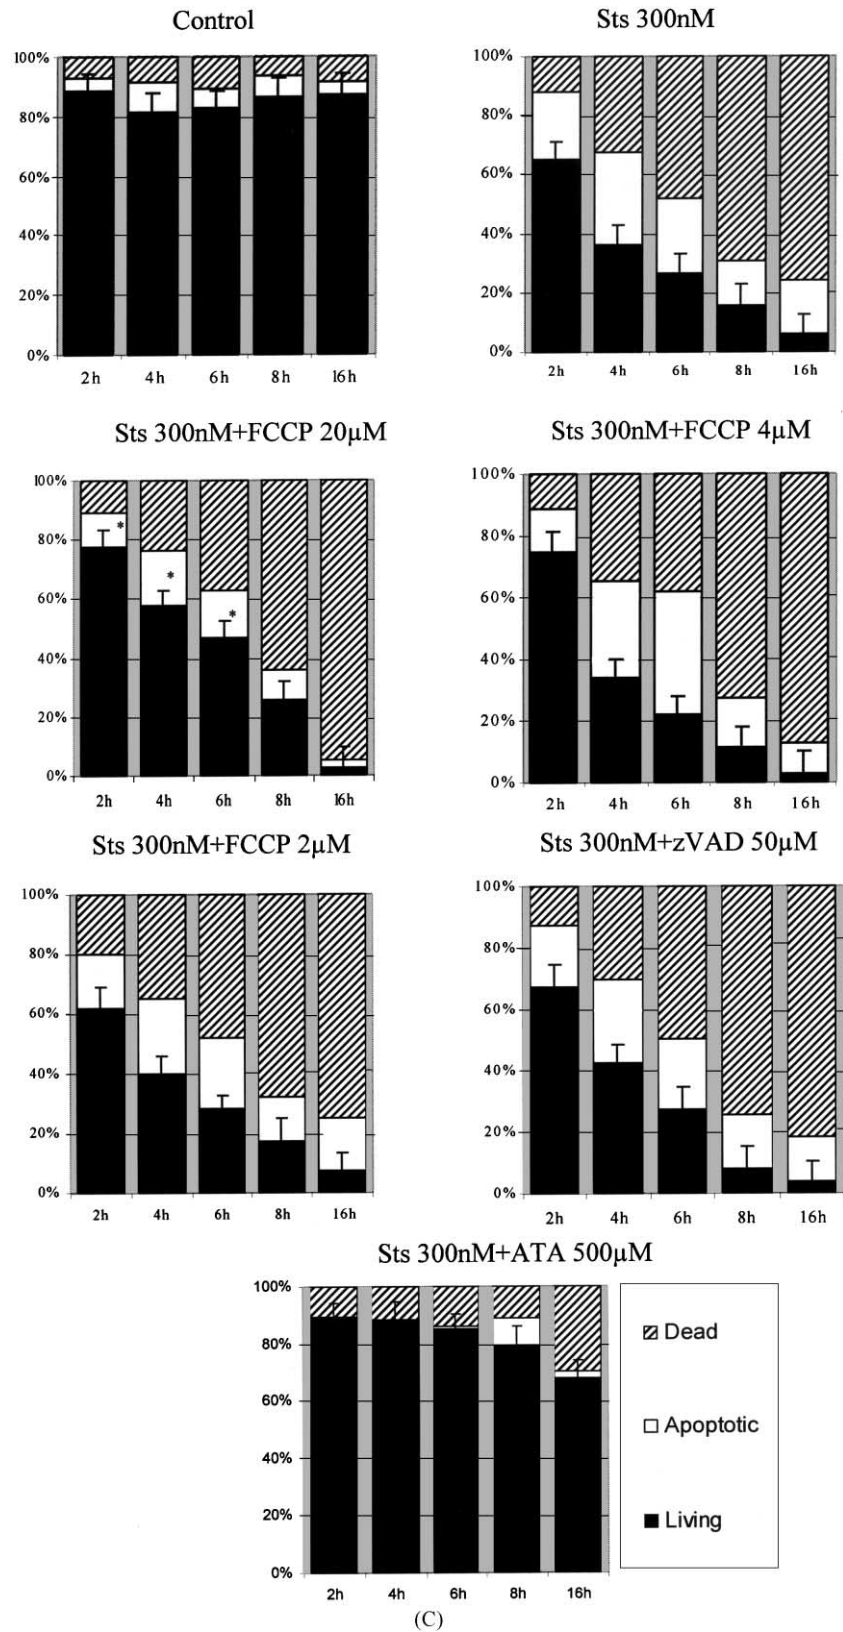 Control
100%
80%
60%
40%
20%
0%
2h 4h 6h 8h 16h
Sts 300nM
100%
80%
60%
40%
20%
0%
2h 4h 6h 8h 16h
Sts 300nM+FCCP 20µM
100%
80%
60%
40%
20%
0%
* * *
2h 4h 6h 8h 16h
Sts 300nM+FCCP 4µM
100%
80%
60%
40%
20%
0%
2h 4h 6h 8h 16h
Sts 300nM+FCCP 2µM
100%
80%
60%
40%
20%
0%
2h 4h 6h 8h 16h
Sts 300nM+zVAD 50µM
100%
80%
60%
40%
20%
0%
2h 4h 6h 8h 16h
Sts 300nM+ATA 500µM
100%
80%
60%
40%
20%
0%
2h 4h 6h 8h 16h
Dead
Apoptotic
Living
(C)